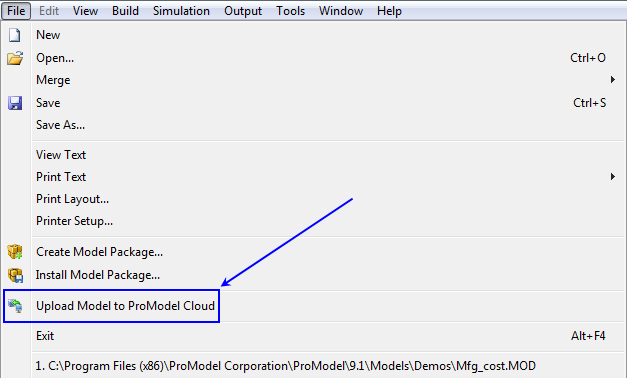 File Edit View Build Simulation Output Tools Window Help
New
Open... Ctrl+O
Merge
Save Ctrl+S
Save As...
View Text
Print Text
Print Layout...
Printer Setup...
Create Model Package...
Install Model Package...
Upload Model to ProModel Cloud
Exit Alt+F4
1. C:\Program Files (x86)\ProModel Corporation\ProModel\9.1\Models\Demos\Mfg_cost.MOD